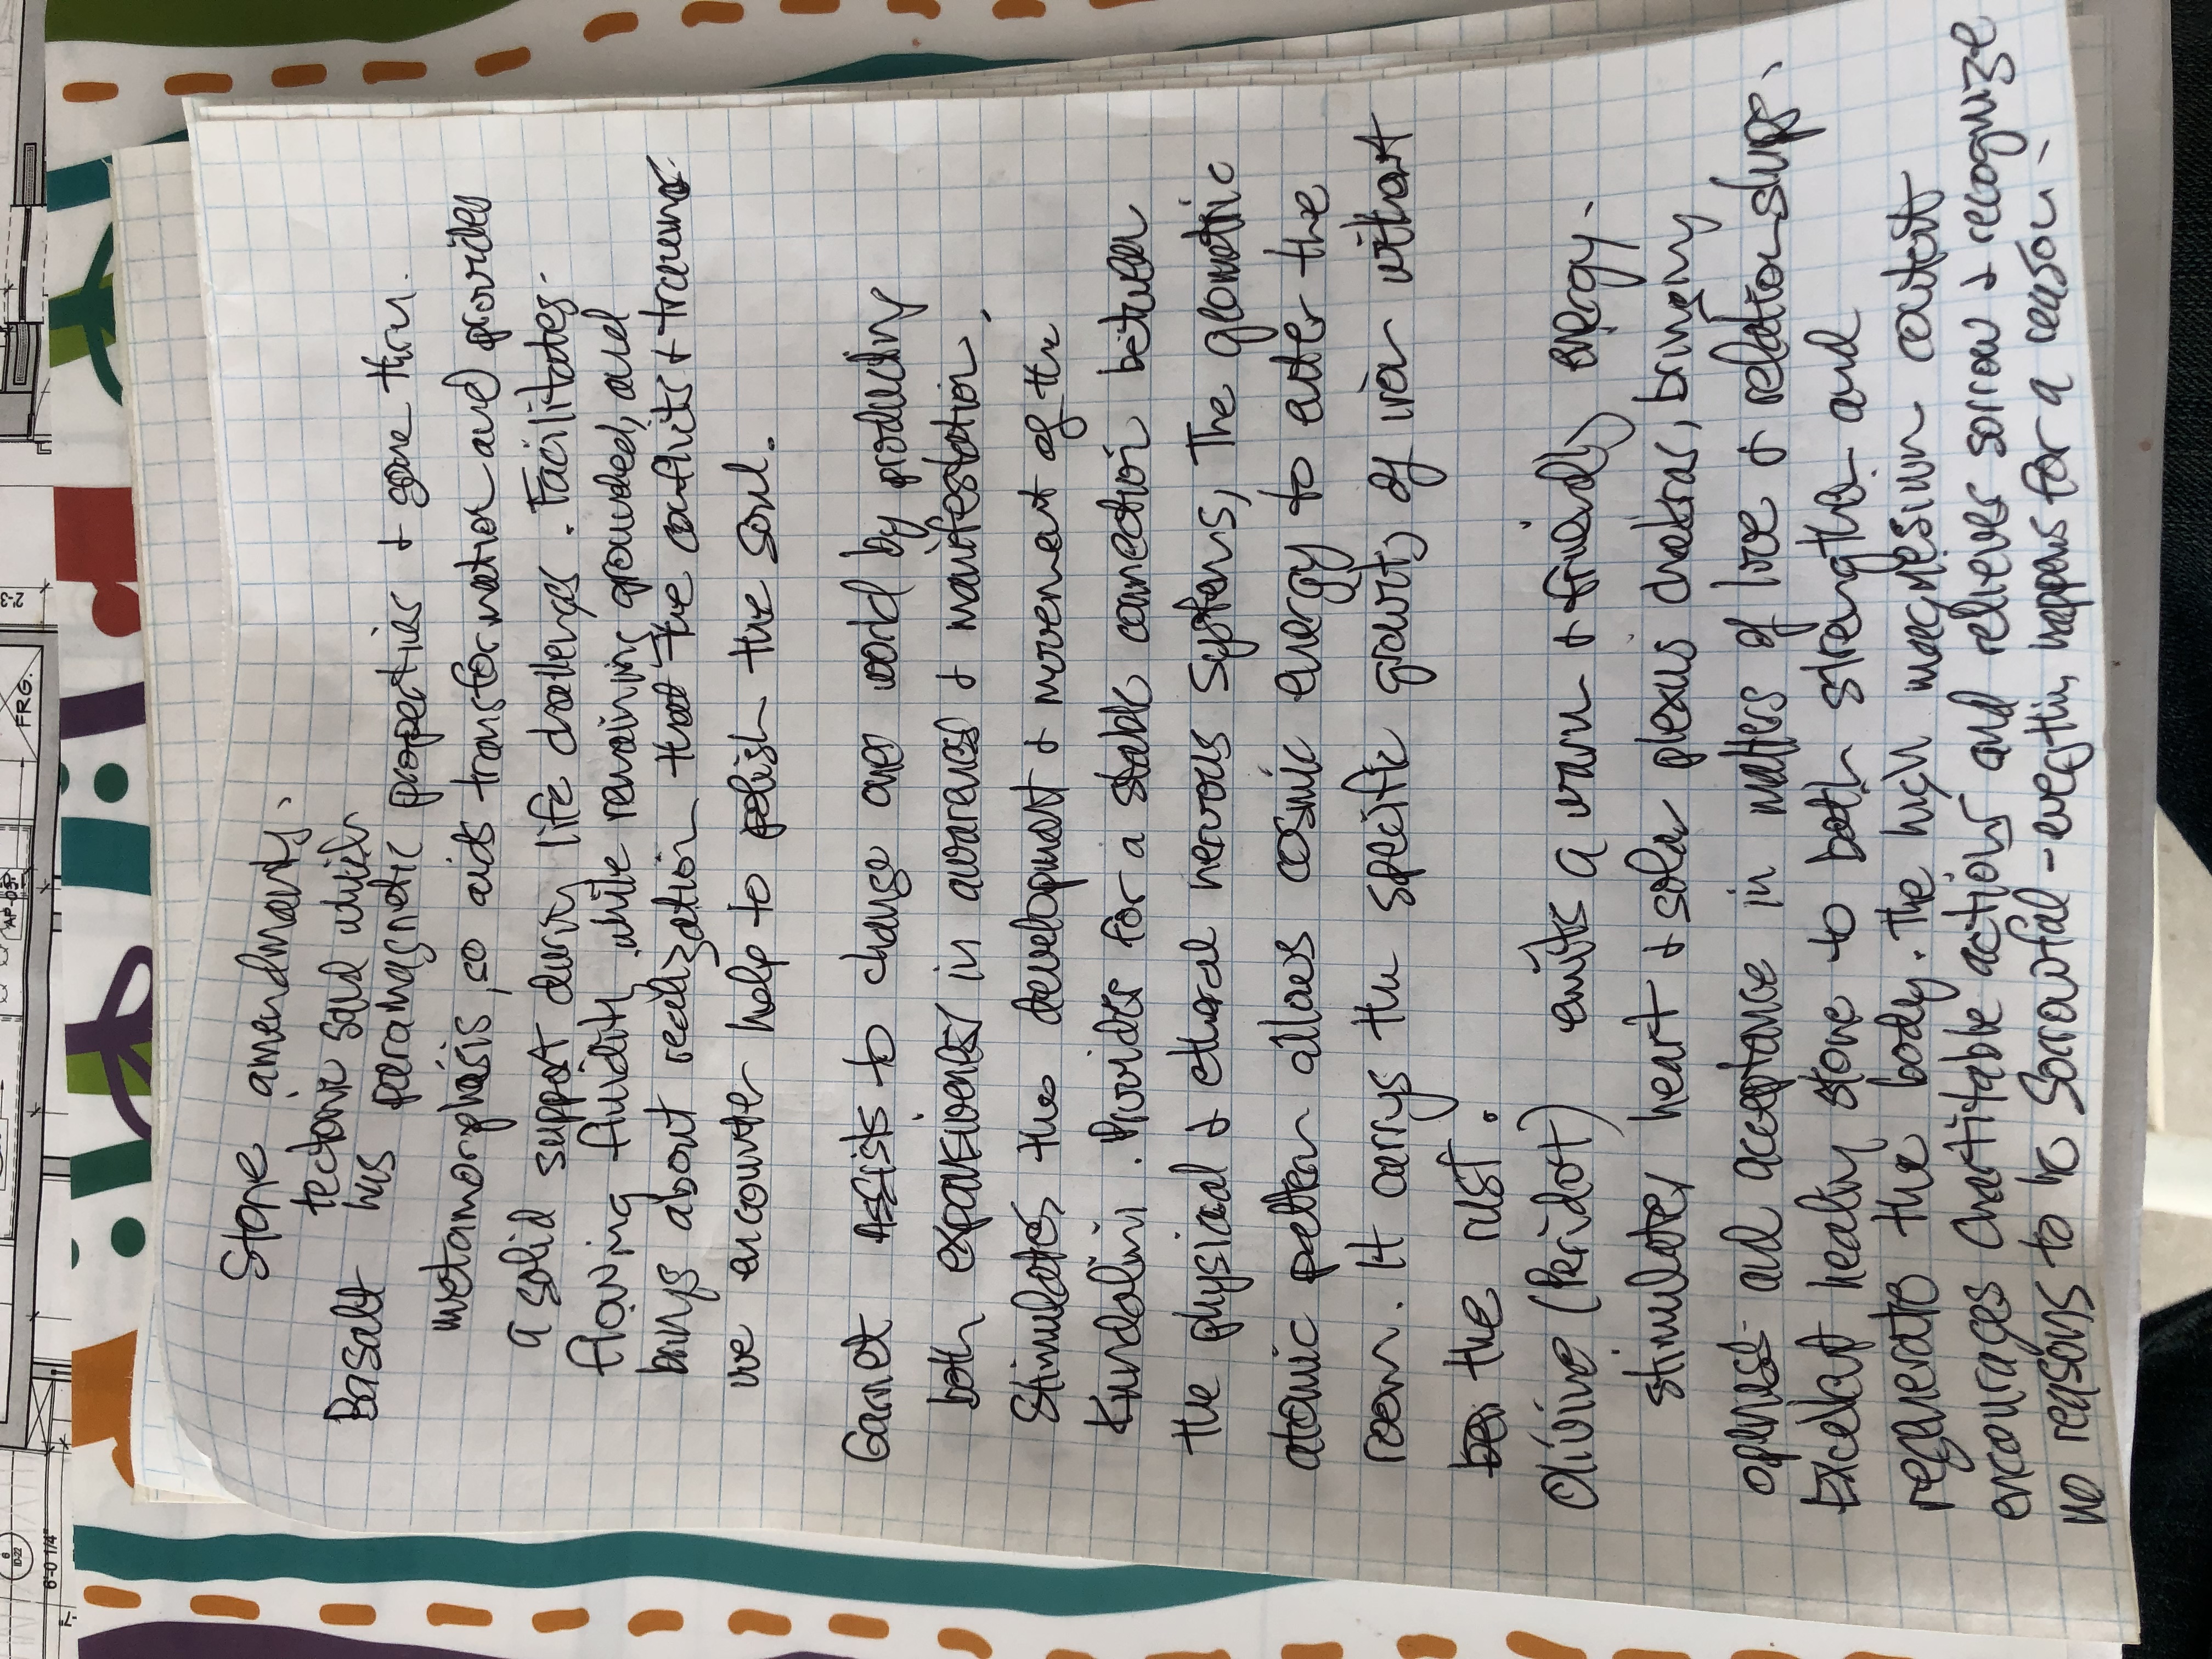 6
ID-22
6'-0 1/4"
AP-05
FRG.
2'-3
Stone amendments.
tectonic sand which
Basalt has paramagnetic properties & gone thru.
metamorphasis, so aids transformation and provides
a solid support during life challenges. Facilitates
flowing fluidity while remaining grounded, and
brings about realization that the conflicts & traumas
we encounter help to polish the soul.
Garnet Assists to change our world by producing
both expansiveness in awareness & manifestation.
Stimulates the development & movement of the
Kundalini. Provides for a stable connection between
the physical & etheral nervous systems, The geometric
atomic pattern allows cosmic energy to enter the
room. It carrys the specific gravity of iron without
the rust.
Olivine (Peridot) emits a warm & friendly energy.
stimulates heart & solar plexus chakras, bringing
openess and acceptance in matters of love & relationships.
Excellent healing stone to both strengthen and
regenerate the body. The high magnesium content
encourages Chartitable actions and relieves sorrow & recognize
no reasons to be Sorrowful - everything happens for a reason.